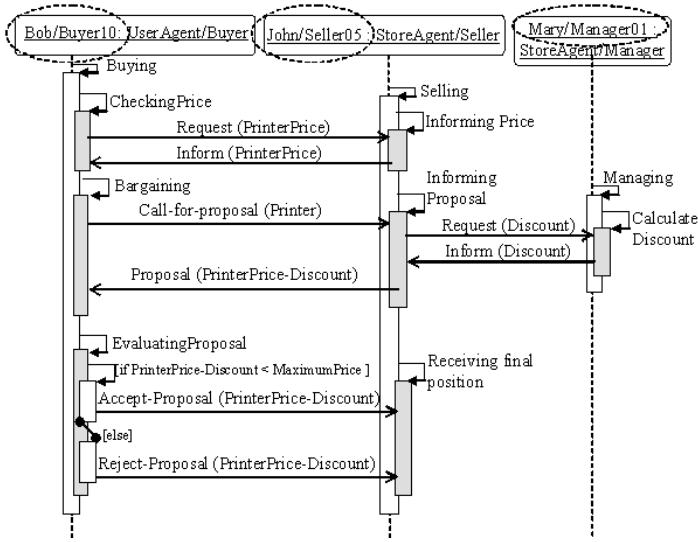 Bob/Buyer10: UserAgent/Buyer
John/Seller05 : StoreAgent/Seller
Mary/Manager01 :
StoreAgent/Manager
Buying
CheckingPrice
Selling
Informing Price
Request (PrinterPrice)
Inform (PrinterPrice)
Bargaining
Informing
Proposal
Managing
Call-for-proposal (Printer)
Request (Discount)
Calculate
Discount
Inform (Discount)
Proposal (PrinterPrice-Discount)
EvaluatingProposal
[if PrinterPrice-Discount < MaximumPrice ]
Receiving final
position
Accept-Proposal (PrinterPrice-Discount)
[else]
Reject-Proposal (PrinterPrice-Discount)